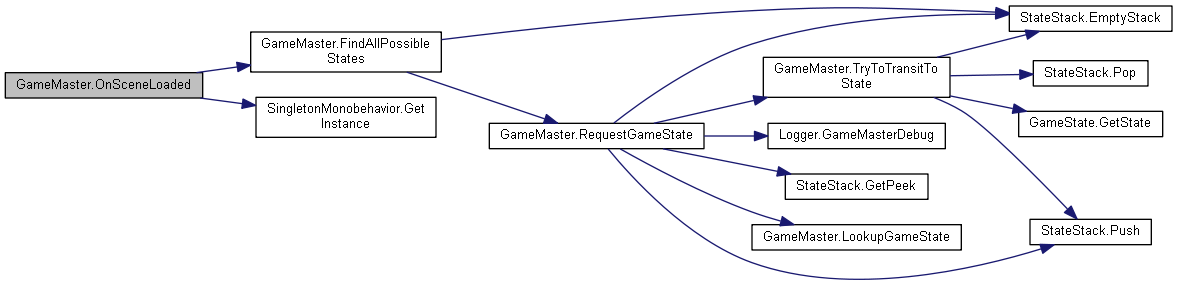 GameMaster.OnSceneLoaded
GameMaster.FindAllPossible
States
SingletonMonobehavior.Get
Instance
GameMaster.RequestGameState
GameMaster.TryToTransitTo
State
Logger.GameMasterDebug
StateStack.GetPeek
GameMaster.LookupGameState
StateStack.EmptyStack
StateStack.Pop
GameState.GetState
StateStack.Push